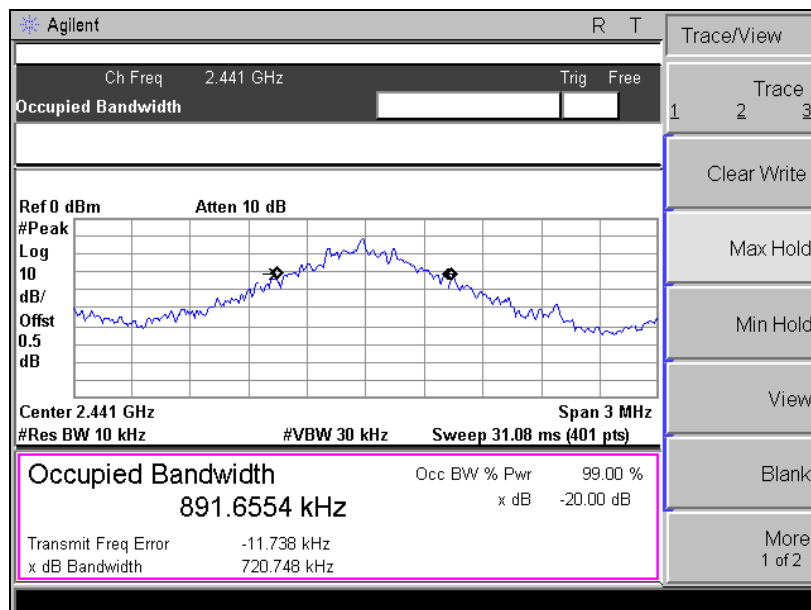 Agilent R T
Trace/View
Ch Freq 2.441 GHz Trig Free
Occupied Bandwidth
Trace
1 2 3
Clear Write
Max Hold
Min Hold
View
Blank
More
1 of 2
Ref 0 dBm Atten 10 dB
#Peak
Log
10
dB/
Offst
0.5
dB
Center 2.441 GHz Span 3 MHz
#Res BW 10 kHz #VBW 30 kHz Sweep 31.08 ms (401 pts)
Occupied Bandwidth
891.6554 kHz
Occ BW % Pwr 99.00 %
x dB -20.00 dB
Transmit Freq Error -11.738 kHz
x dB Bandwidth 720.748 kHz